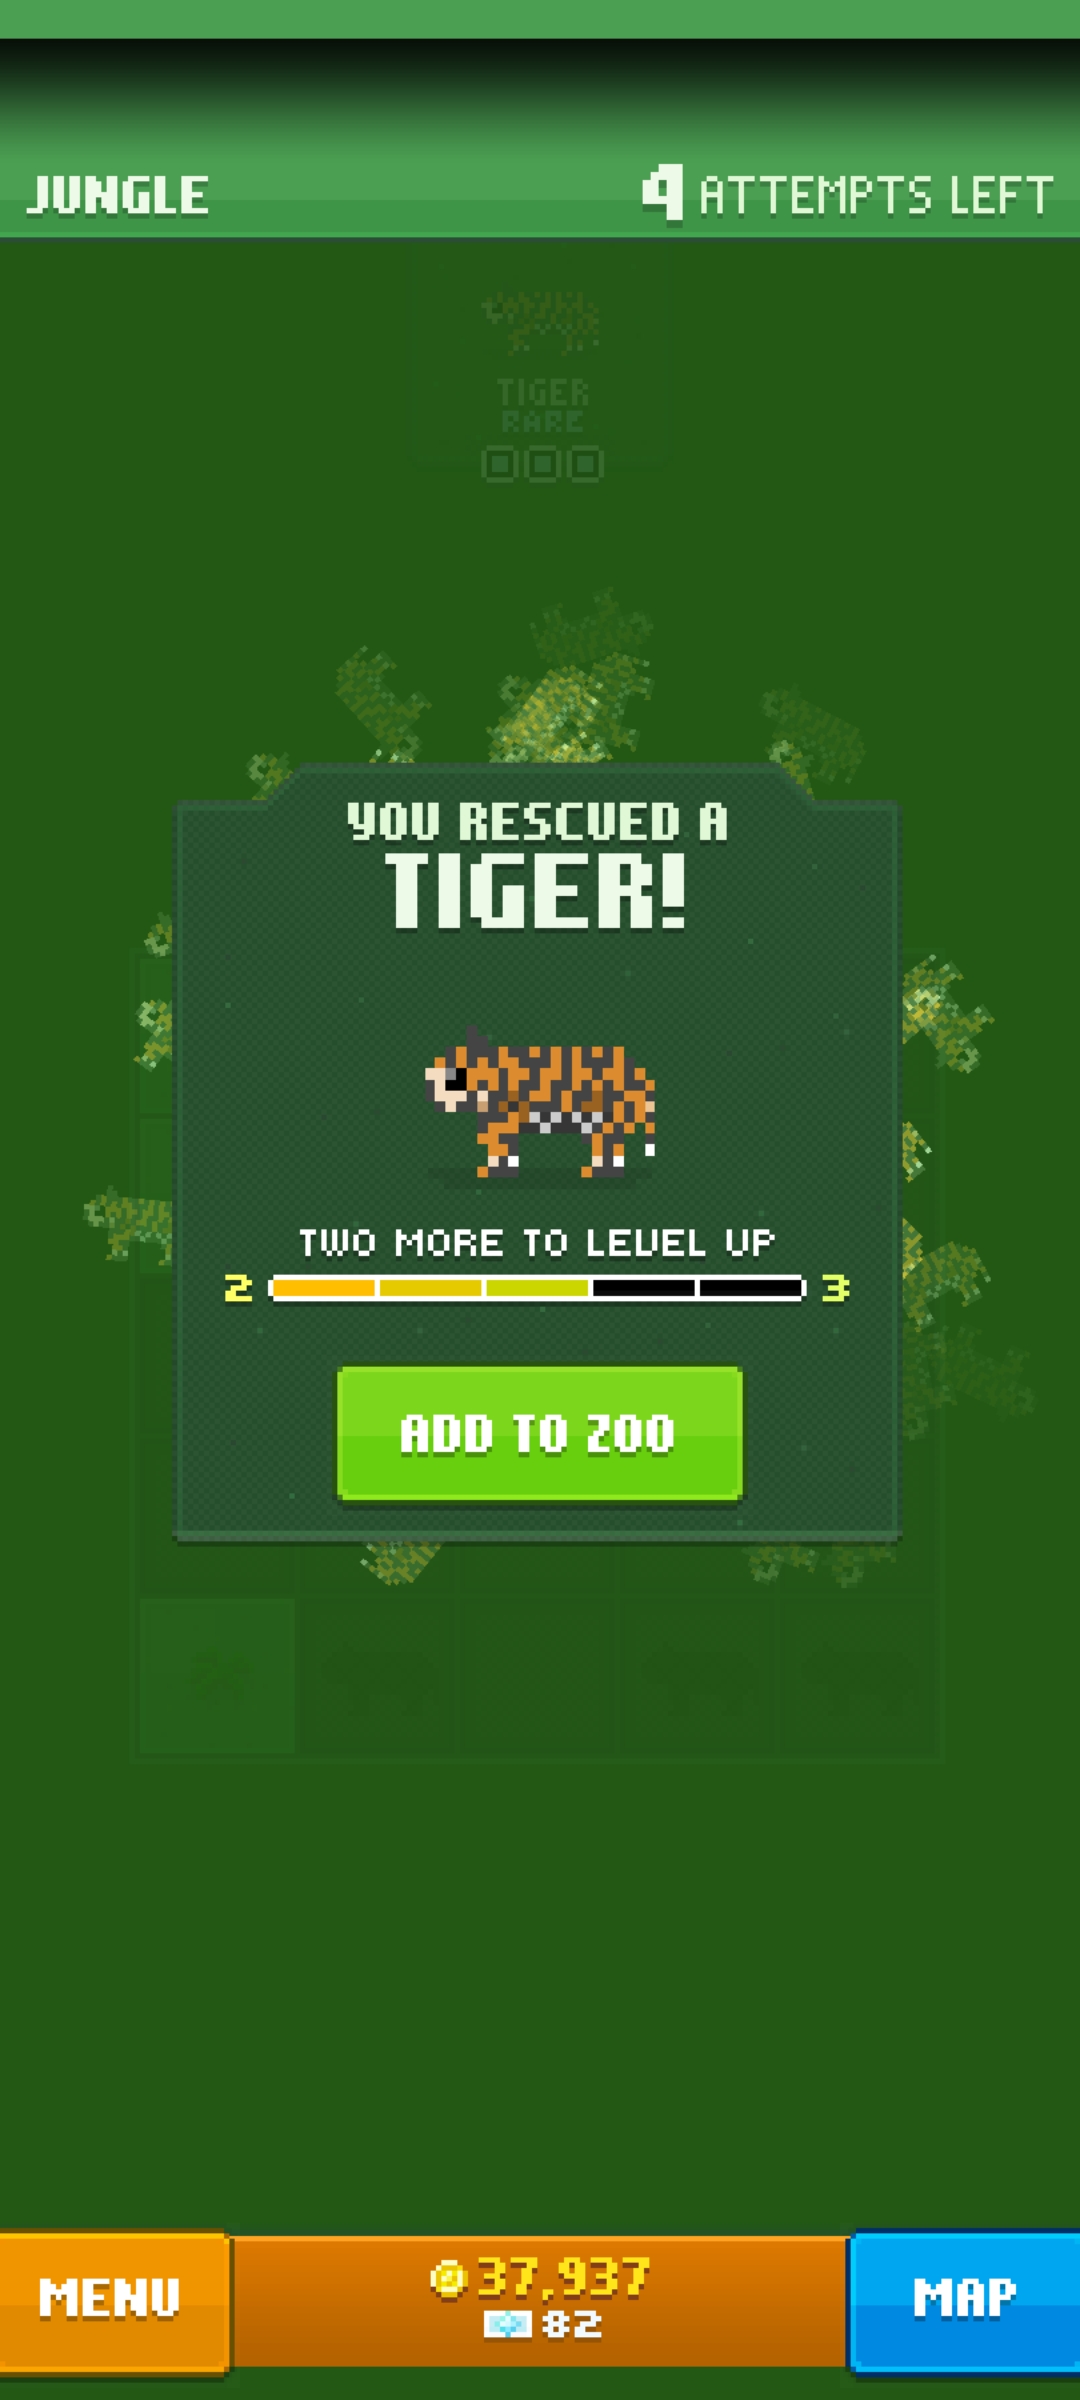 JUNGLE
4 ATTEMPTS LEFT
TIGER
RARE
YOU RESCUED A
TIGER!
TWO MORE TO LEVEL UP
2 3
ADD TO ZOO
MENU
37,937
82
MAP